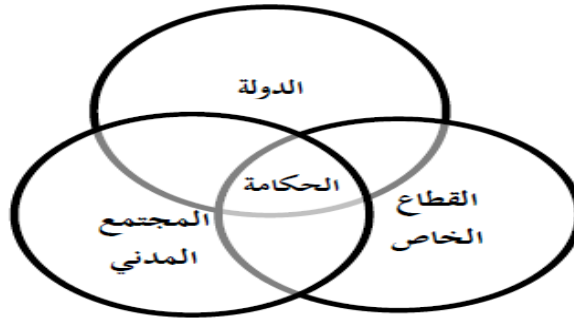 الدولة
الحكامة
القطاع
الخاص
المجتمع
المدني